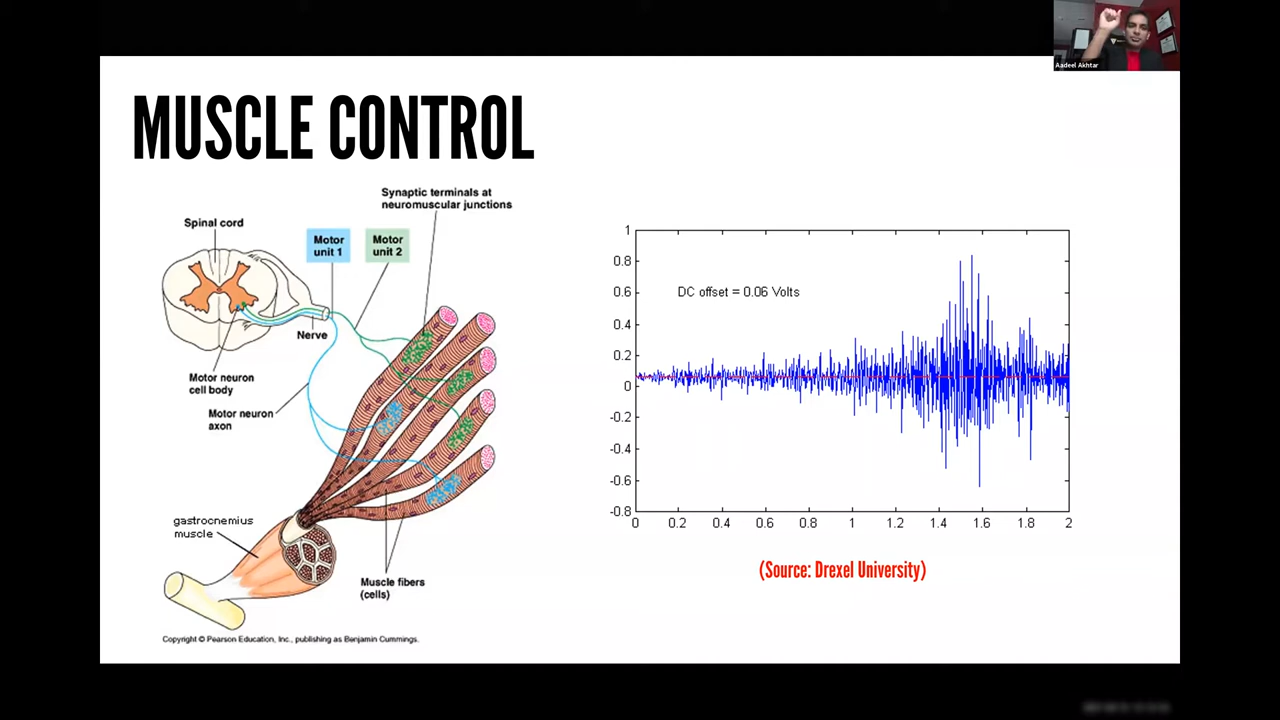 Aadeel Akhtar
MUSCLE CONTROL
Synaptic terminals at
neuromuscular junctions
Spinal cord
Motor
unit 1
Motor
unit 2
Nerve
Motor neuron
cell body
Motor neuron
axon
gastrocnemius
muscle
Muscle fibers
(cells)
Copyright © Pearson Education, Inc., publishing as Benjamin Cummings.
1
0.8
0.6
0.4
0.2
0
-0.2
-0.4
-0.6
-0.8
DC offset = 0.06 Volts
0 0.2 0.4 0.6 0.8 1 1.2 1.4 1.6 1.8 2
(Source: Drexel University)